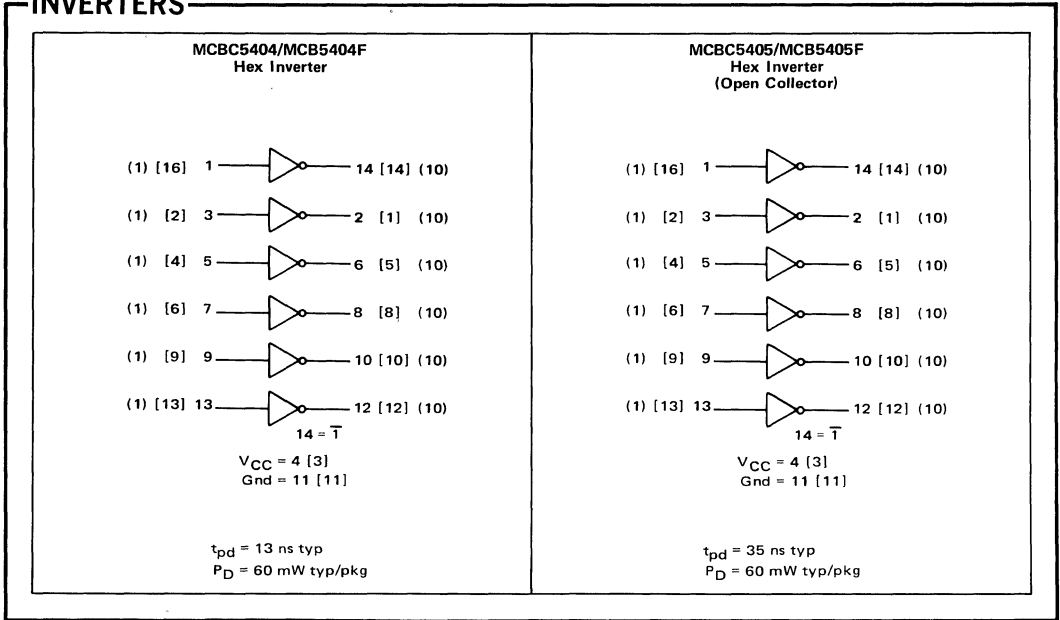 INVERTERS
MCBC5404/MCB5404F
Hex Inverter
(1) [16] 1 14 [14] (10)
(1) [2] 3 2 [1] (10)
(1) [4] 5 6 [5] (10)
(1) [6] 7 8 [8] (10)
(1) [9] 9 10 [10] (10)
(1) [13] 13 12 [12] (10)
14 = 1̅
VCC = 4 [3]
Gnd = 11 [11]
tpd = 13 ns typ
PD = 60 mW typ/pkg
MCBC5405/MCB5405F
Hex Inverter
(Open Collector)
(1) [16] 1 14 [14] (10)
(1) [2] 3 2 [1] (10)
(1) [4] 5 6 [5] (10)
(1) [6] 7 8 [8] (10)
(1) [9] 9 10 [10] (10)
(1) [13] 13 12 [12] (10)
14 = 1̅
VCC = 4 [3]
Gnd = 11 [11]
tpd = 35 ns typ
PD = 60 mW typ/pkg